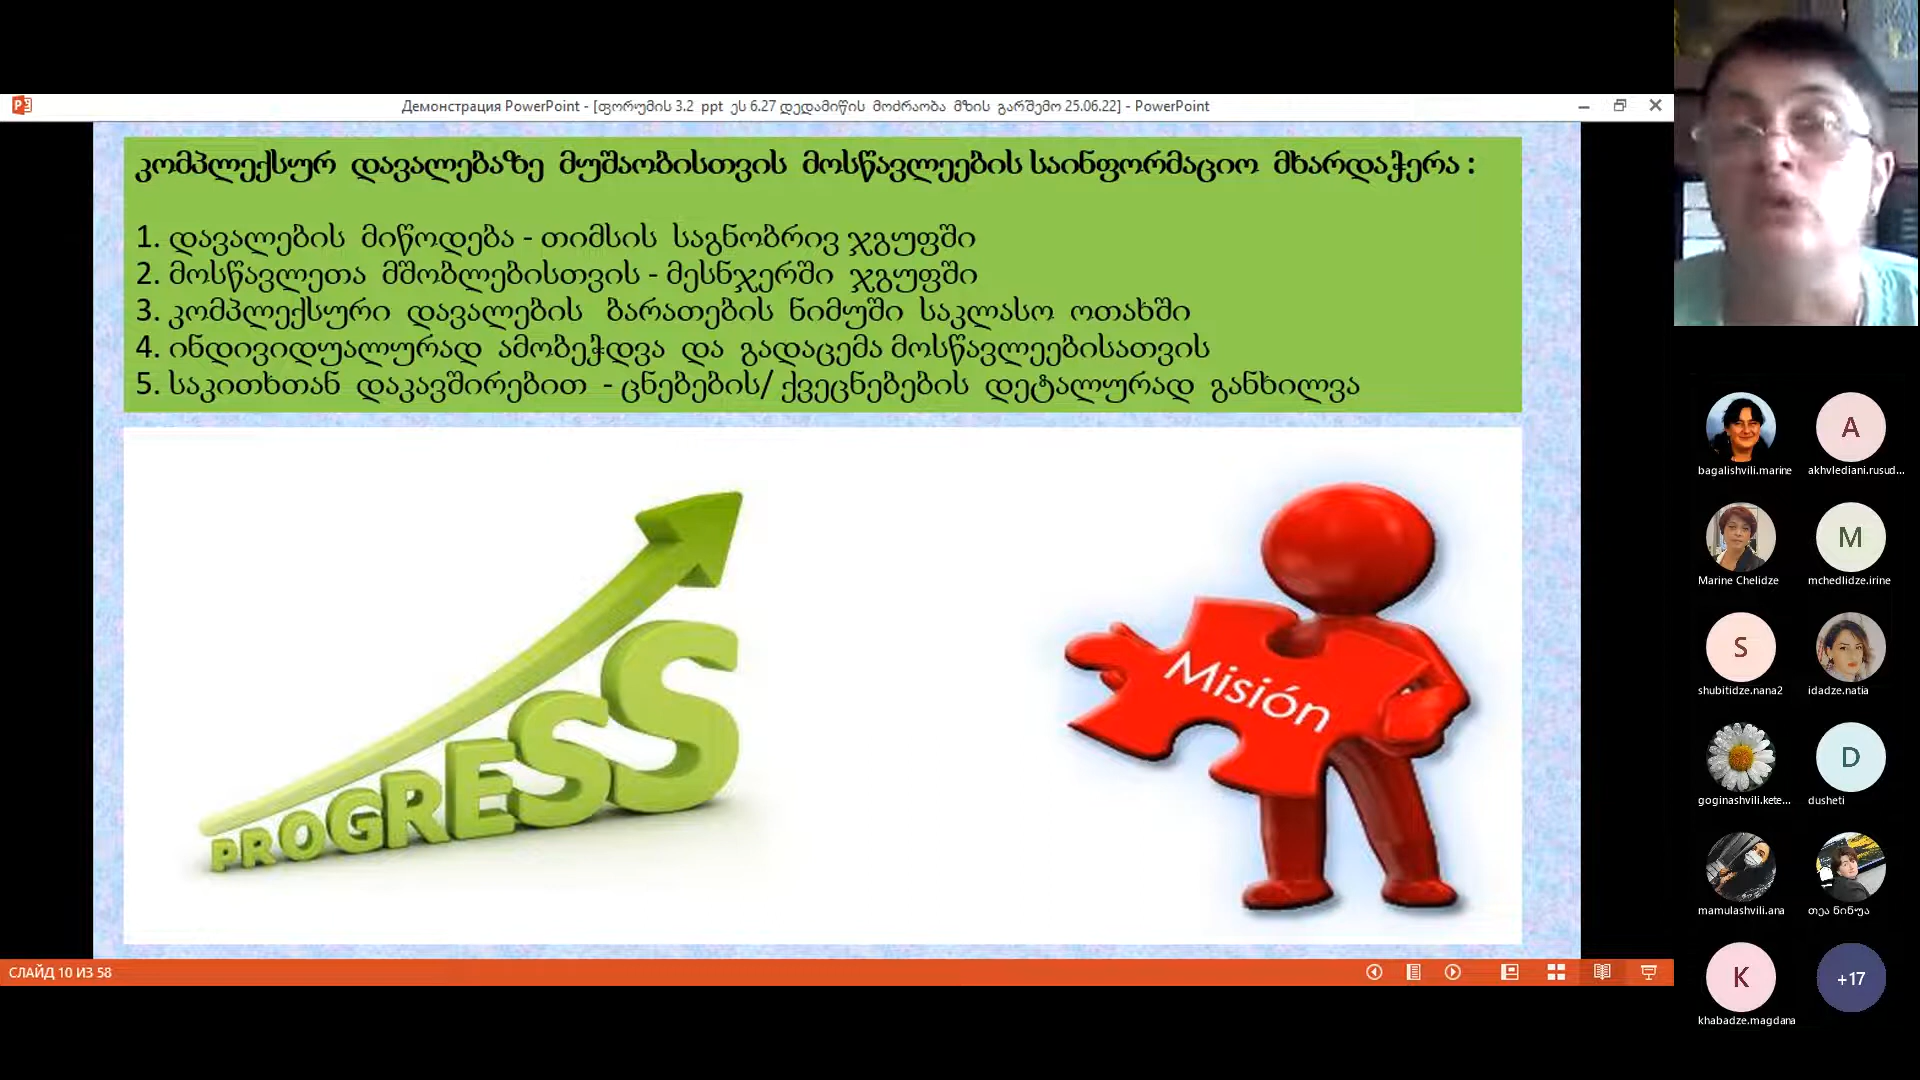 Демонстрация PowerPoint - [ფორუმის 3.2 ppt ეს 6.27 დედამიწის მოძრაობა მზის გარშემო 25.06.22] - PowerPoint
კომპლექსურ დავალებაზე მუშაობისთვის მოსწავლეების საინფორმაციო მხარდაჭერა :
1. დავალების მიწოდება - თიმსის საგნობრივ ჯგუფში
2. მოსწავლეთა მშობლებისთვის - მესნჯერში ჯგუფში
3. კომპლექსური დავალების ბარათების ნიმუში საკლასო ოთახში
4. ინდივიდუალურად ამობეჭდვა და გადაცემა მოსწავლეებისათვის
5. საკითხთან დაკავშირებით - ცნებების/ ქვეცნებების დეტალურად განხილვა
PROGRESS
Misión
СЛАЙД 10 ИЗ 58
A
bagalishvili.marine
akhvlediani.rusud...
M
Marine Chelidze
mchedlidze.irine
S
shubitidze.nana2
idadze.natia
D
goginashvili.kete...
dusheti
mamulashvili.ana
თეა ნინუა
K
+17
khabadze.magdana